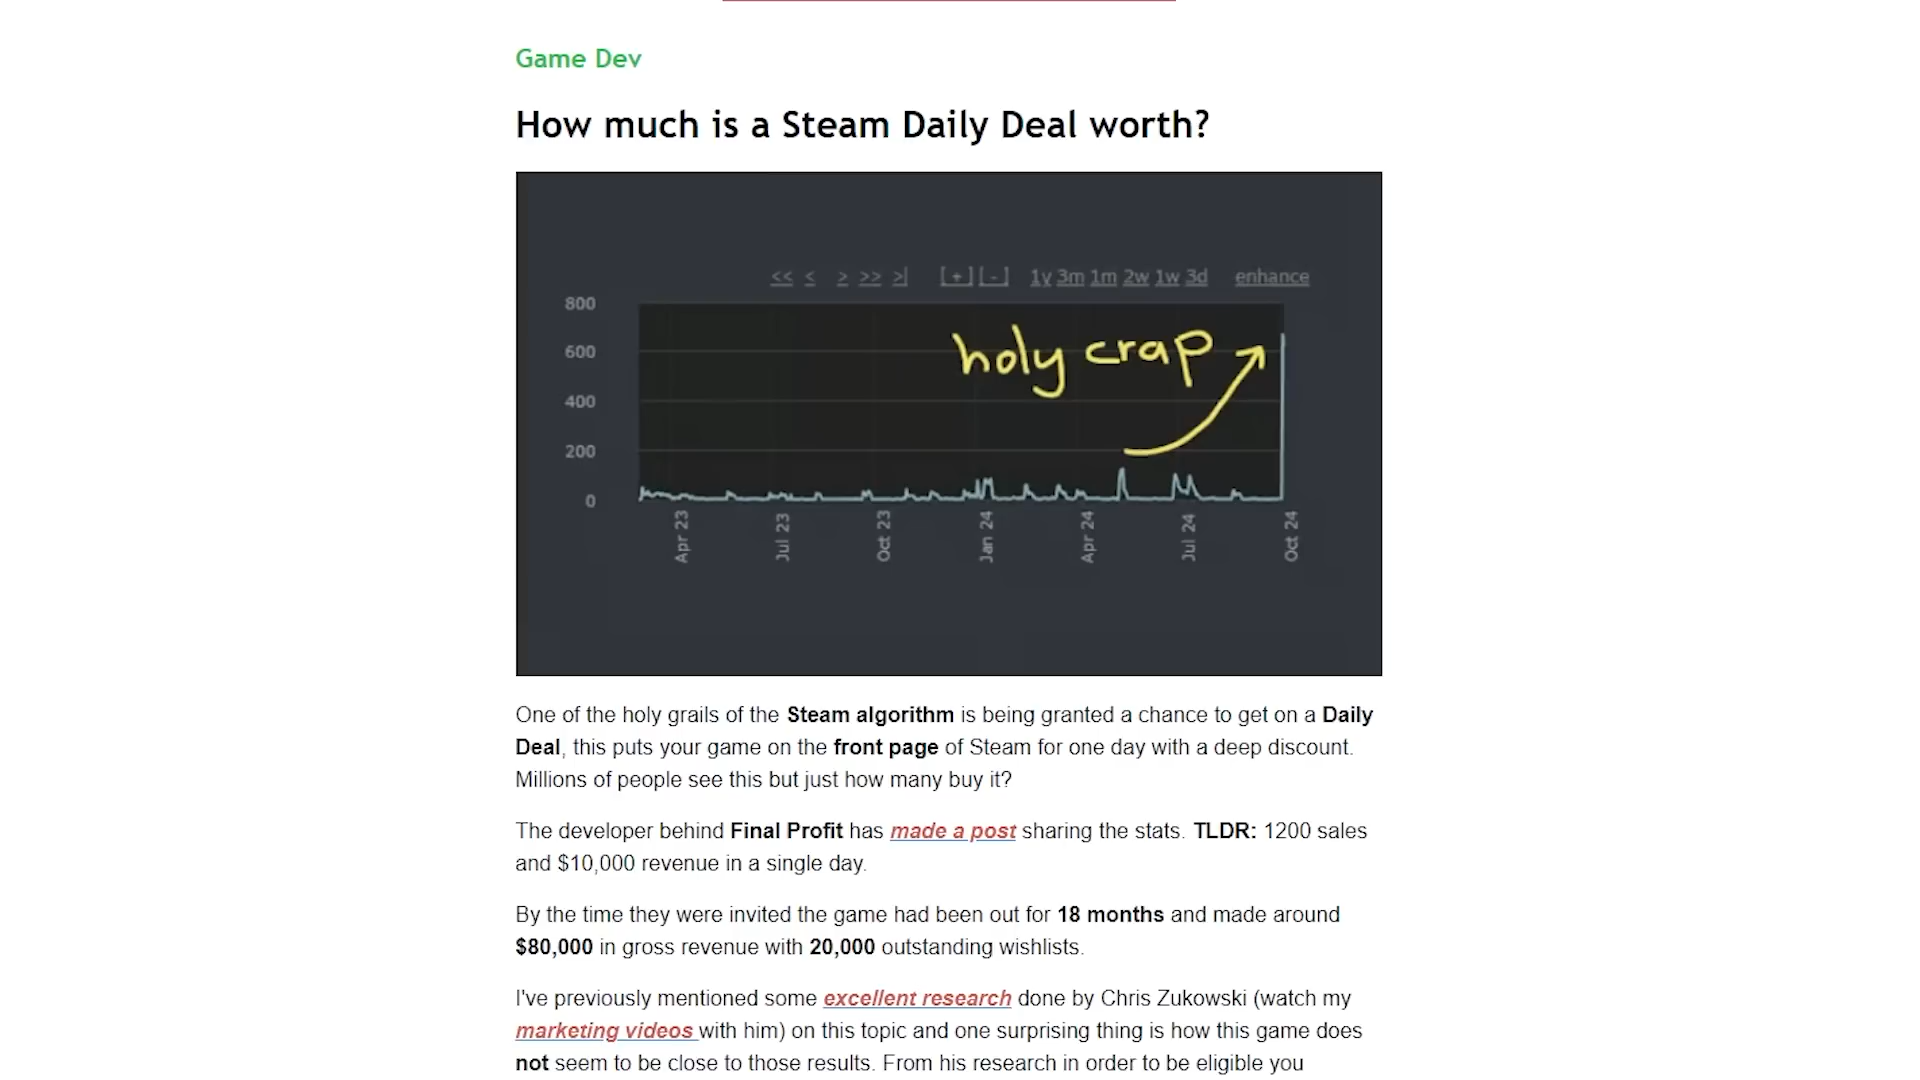 Game Dev
How much is a Steam Daily Deal worth?
<< < > >> >| [+] [-] 1y 3m 1m 2w 1w 3d enhance
800
600
400
200
0
holy crap
Apr 23 Jul 23 Oct 23 Jan 24 Apr 24 Jul 24 Oct 24
One of the holy grails of the Steam algorithm is being granted a chance to get on a Daily
Deal, this puts your game on the front page of Steam for one day with a deep discount.
Millions of people see this but just how many buy it?
The developer behind Final Profit has made a post sharing the stats. TLDR: 1200 sales
and $10,000 revenue in a single day.
By the time they were invited the game had been out for 18 months and made around
$80,000 in gross revenue with 20,000 outstanding wishlists.
I've previously mentioned some excellent research done by Chris Zukowski (watch my
marketing videos with him) on this topic and one surprising thing is how this game does
not seem to be close to those results. From his research in order to be eligible you